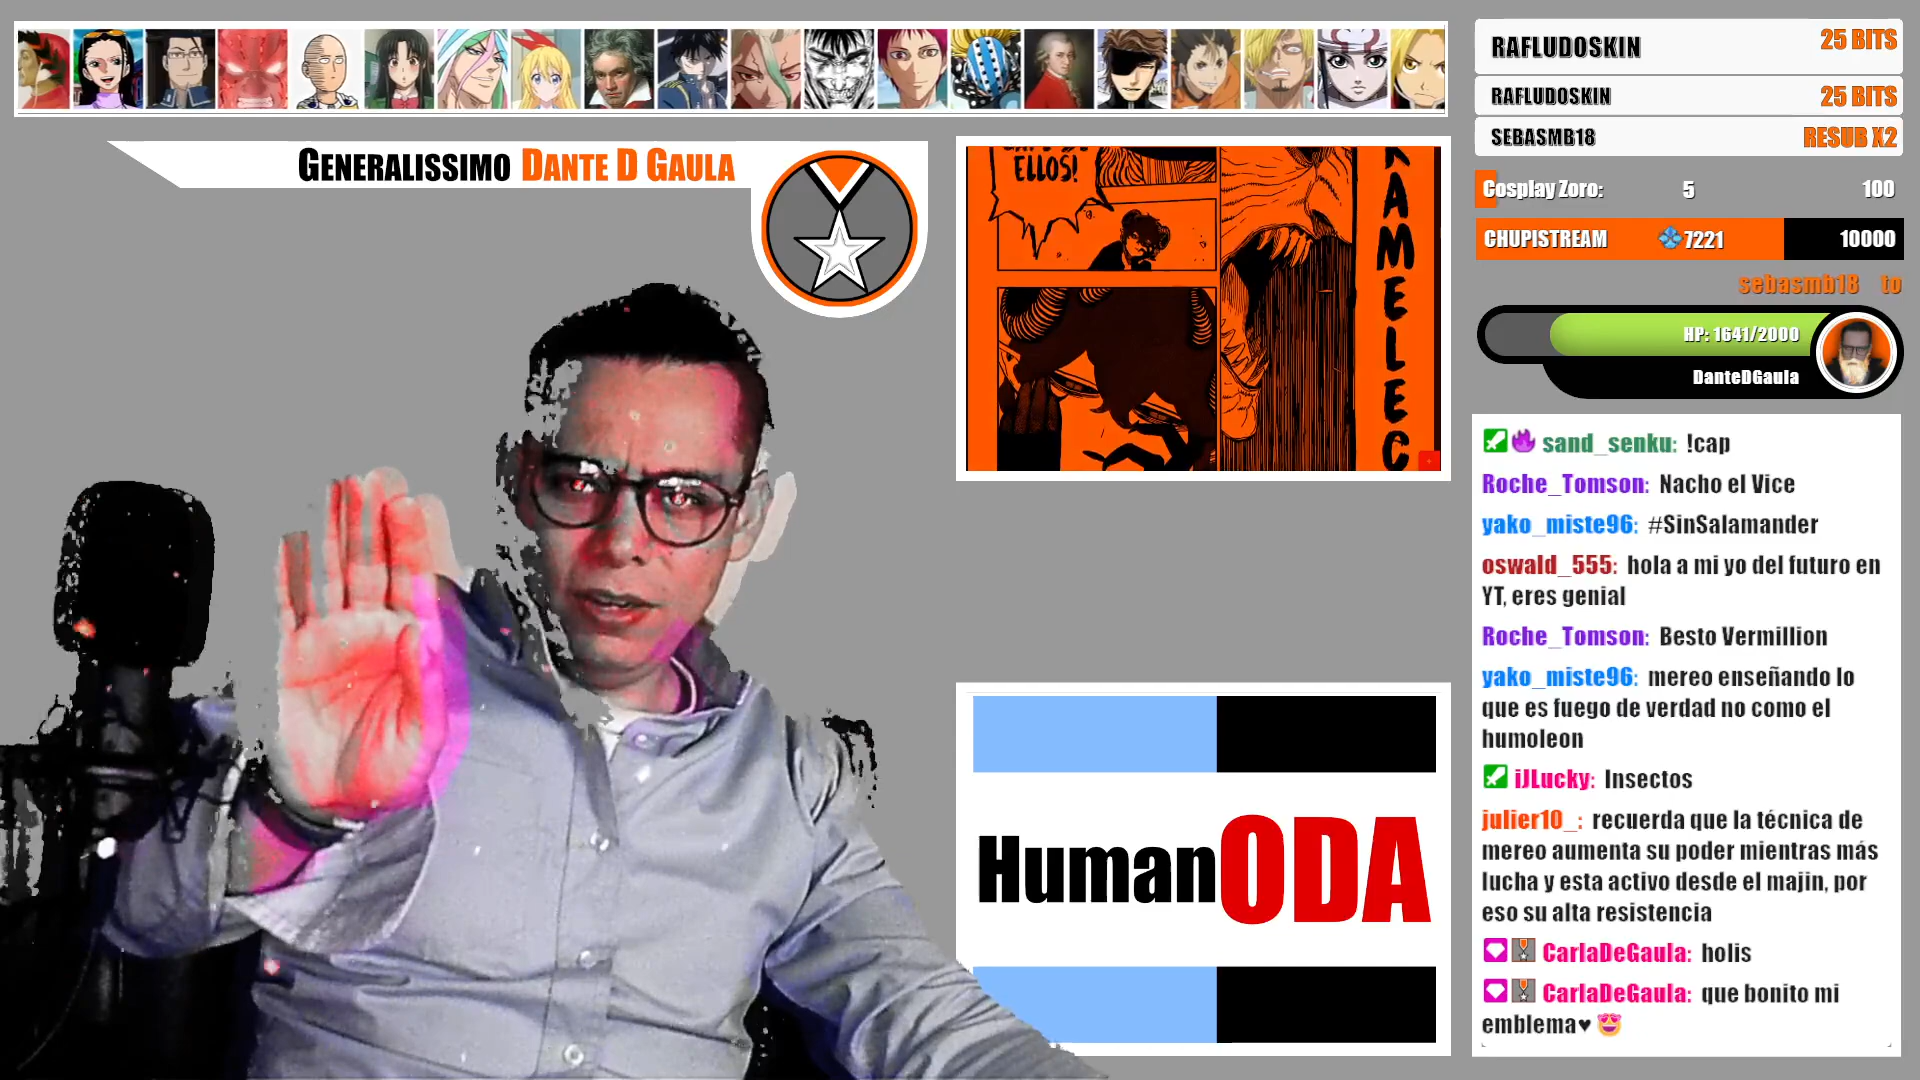 GENERALISSIMO DANTE D GAULA
ELLOS!
KAMELEC
HumanODA
RAFLUDOSKIN 25 BITS
RAFLUDOSKIN 25 BITS
SEBASMB18 RESUB X2
Cosplay Zoro: 5 100
CHUPISTREAM 7221 10000
sebasmb18 to
HP: 1641/2000
DanteDGaula
sand_senku: !cap
Roche_Tomson: Nacho el Vice
yako_miste96: #SinSalamander
oswald_555: hola a mi yo del futuro en
YT, eres genial
Roche_Tomson: Besto Vermillion
yako_miste96: mereo enseñando lo
que es fuego de verdad no como el
humoleon
iJLucky: Insectos
julier10_: recuerda que la técnica de
mereo aumenta su poder mientras más
lucha y esta activo desde el majin, por
eso su alta resistencia
CarlaDeGaula: holis
CarlaDeGaula: que bonito mi
emblema♥ 😍